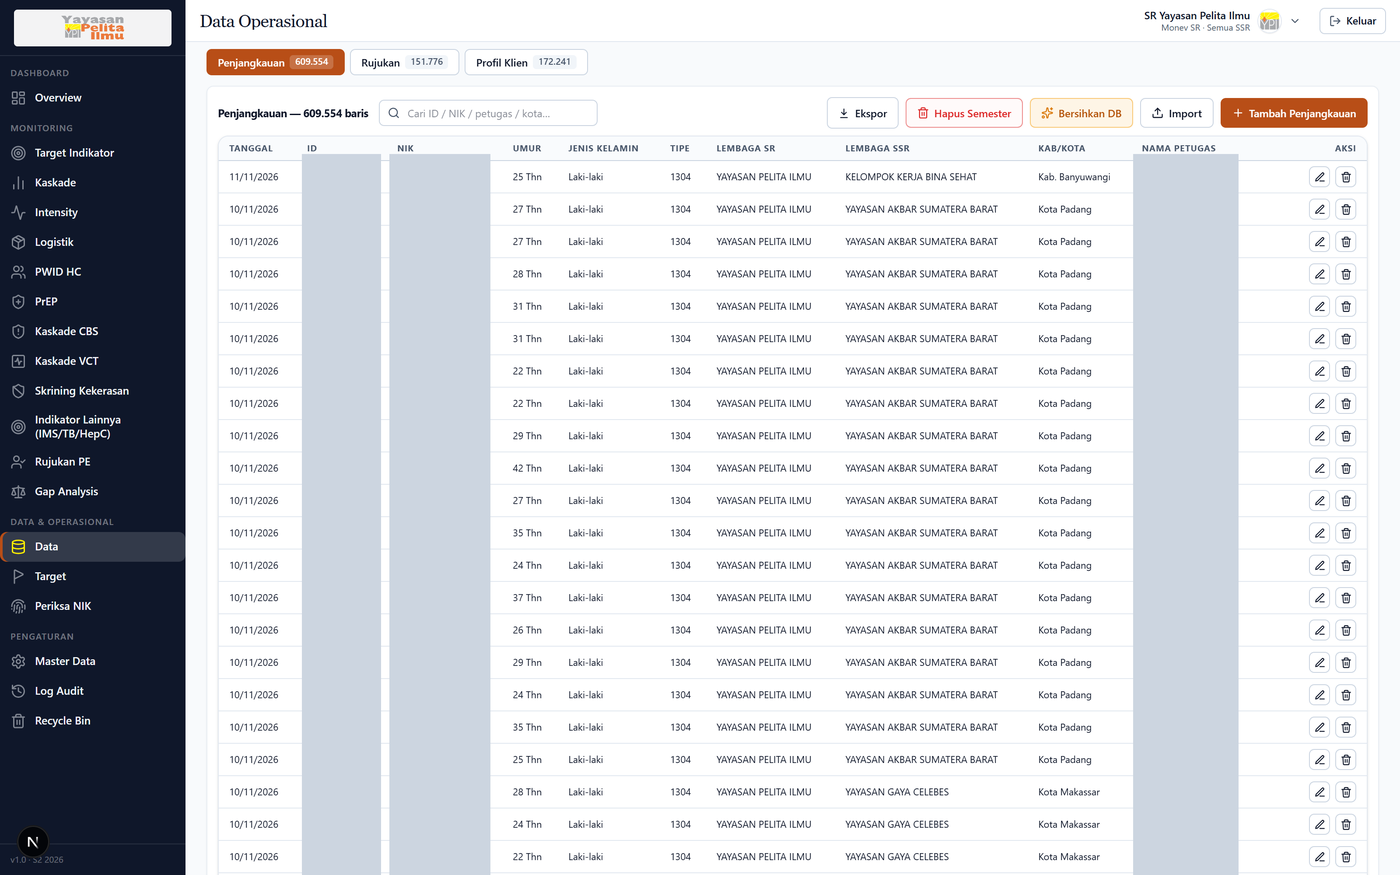 Yayasan
Pelita
Ilmu
DASHBOARD
Overview
MONITORING
Target Indikator
Kaskade
Intensity
Logistik
PWID HC
PrEP
Kaskade CBS
Kaskade VCT
Skrining Kekerasan
Indikator Lainnya
(IMS/TB/HepC)
Rujukan PE
Gap Analysis
DATA & OPERASIONAL
Data
Target
Periksa NIK
PENGATURAN
Master Data
Log Audit
Recycle Bin
N
v1.0 · S2 2026
Data Operasional
SR Yayasan Pelita Ilmu
Monev SR · Semua SSR
Keluar
Penjangkauan 609.554 Rujukan 151.776 Profil Klien 172.241
Penjangkauan — 609.554 baris Cari ID / NIK / petugas / kota... Ekspor Hapus Semester Bersihkan DB Import + Tambah Penjangkauan
TANGGAL ID NIK UMUR JENIS KELAMIN TIPE LEMBAGA SR LEMBAGA SSR KAB/KOTA NAMA PETUGAS AKSI
11/11/2026 25 Thn Laki-laki 1304 YAYASAN PELITA ILMU KELOMPOK KERJA BINA SEHAT Kab. Banyuwangi
10/11/2026 27 Thn Laki-laki 1304 YAYASAN PELITA ILMU YAYASAN AKBAR SUMATERA BARAT Kota Padang
10/11/2026 27 Thn Laki-laki 1304 YAYASAN PELITA ILMU YAYASAN AKBAR SUMATERA BARAT Kota Padang
10/11/2026 28 Thn Laki-laki 1304 YAYASAN PELITA ILMU YAYASAN AKBAR SUMATERA BARAT Kota Padang
10/11/2026 31 Thn Laki-laki 1304 YAYASAN PELITA ILMU YAYASAN AKBAR SUMATERA BARAT Kota Padang
10/11/2026 31 Thn Laki-laki 1304 YAYASAN PELITA ILMU YAYASAN AKBAR SUMATERA BARAT Kota Padang
10/11/2026 22 Thn Laki-laki 1304 YAYASAN PELITA ILMU YAYASAN AKBAR SUMATERA BARAT Kota Padang
10/11/2026 22 Thn Laki-laki 1304 YAYASAN PELITA ILMU YAYASAN AKBAR SUMATERA BARAT Kota Padang
10/11/2026 29 Thn Laki-laki 1304 YAYASAN PELITA ILMU YAYASAN AKBAR SUMATERA BARAT Kota Padang
10/11/2026 42 Thn Laki-laki 1304 YAYASAN PELITA ILMU YAYASAN AKBAR SUMATERA BARAT Kota Padang
10/11/2026 27 Thn Laki-laki 1304 YAYASAN PELITA ILMU YAYASAN AKBAR SUMATERA BARAT Kota Padang
10/11/2026 35 Thn Laki-laki 1304 YAYASAN PELITA ILMU YAYASAN AKBAR SUMATERA BARAT Kota Padang
10/11/2026 24 Thn Laki-laki 1304 YAYASAN PELITA ILMU YAYASAN AKBAR SUMATERA BARAT Kota Padang
10/11/2026 37 Thn Laki-laki 1304 YAYASAN PELITA ILMU YAYASAN AKBAR SUMATERA BARAT Kota Padang
10/11/2026 26 Thn Laki-laki 1304 YAYASAN PELITA ILMU YAYASAN AKBAR SUMATERA BARAT Kota Padang
10/11/2026 29 Thn Laki-laki 1304 YAYASAN PELITA ILMU YAYASAN AKBAR SUMATERA BARAT Kota Padang
10/11/2026 24 Thn Laki-laki 1304 YAYASAN PELITA ILMU YAYASAN AKBAR SUMATERA BARAT Kota Padang
10/11/2026 35 Thn Laki-laki 1304 YAYASAN PELITA ILMU YAYASAN AKBAR SUMATERA BARAT Kota Padang
10/11/2026 25 Thn Laki-laki 1304 YAYASAN PELITA ILMU YAYASAN AKBAR SUMATERA BARAT Kota Padang
10/11/2026 28 Thn Laki-laki 1304 YAYASAN PELITA ILMU YAYASAN GAYA CELEBES Kota Makassar
10/11/2026 24 Thn Laki-laki 1304 YAYASAN PELITA ILMU YAYASAN GAYA CELEBES Kota Makassar
10/11/2026 22 Thn Laki-laki 1304 YAYASAN PELITA ILMU YAYASAN GAYA CELEBES Kota Makassar